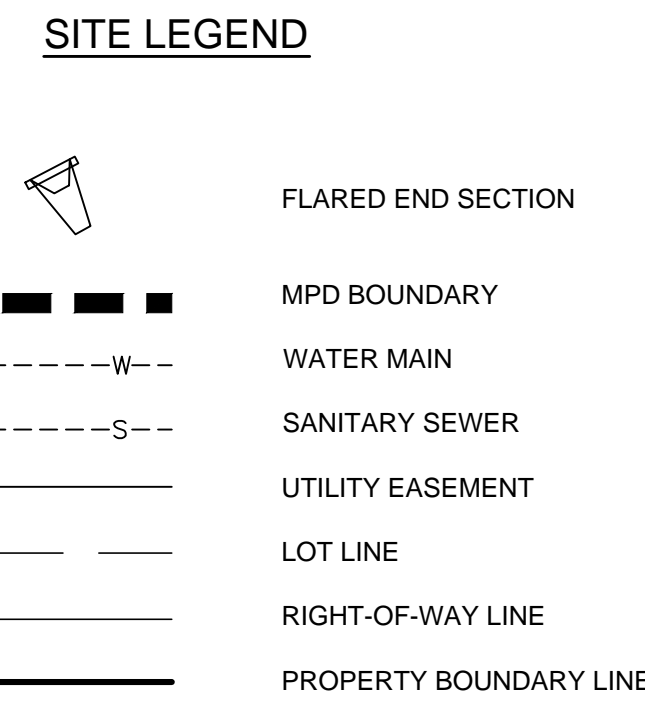 SITE LEGEND
FLARED END SECTION
MPD BOUNDARY
W WATER MAIN
S SANITARY SEWER
UTILITY EASEMENT
LOT LINE
RIGHT-OF-WAY LINE
PROPERTY BOUNDARY LINE